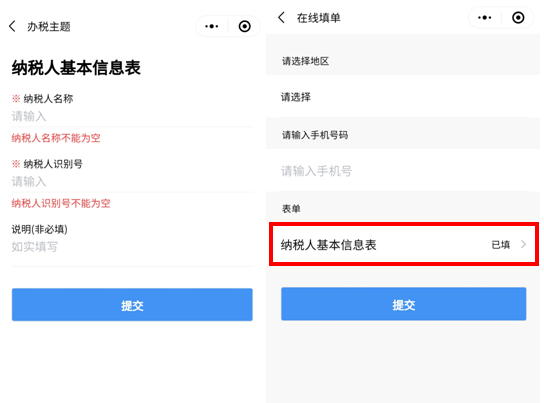 办税主题
纳税人基本信息表
※ 纳税人名称
请输入
纳税人名称不能为空
※ 纳税人识别号
请输入
纳税人识别号不能为空
说明(非必填)
如实填写
提交
在线填单
请选择地区
请选择
请输入手机号码
请输入手机号
表单
纳税人基本信息表 已填
提交